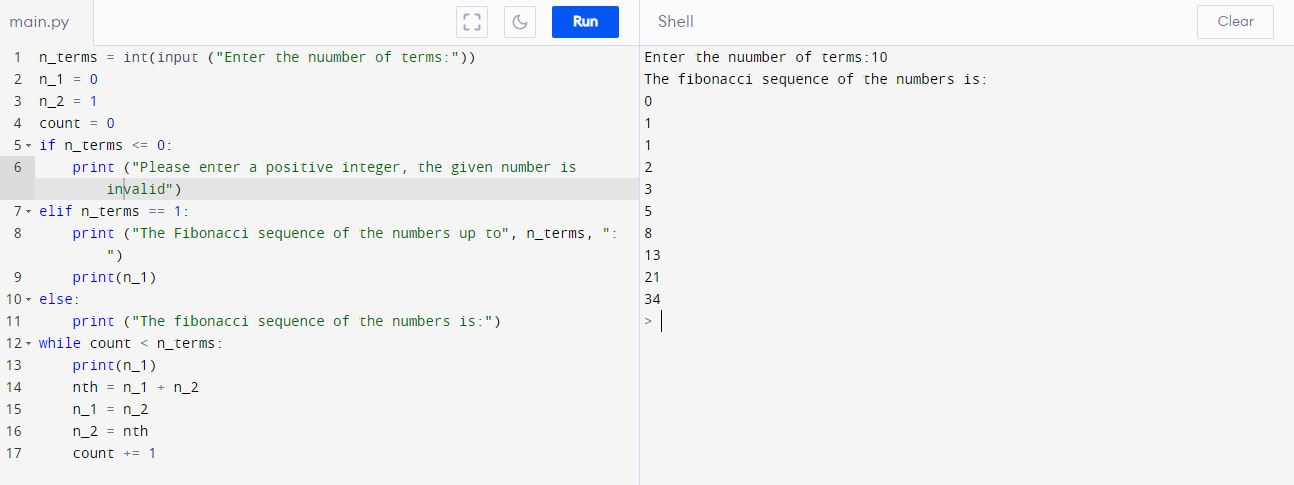 main.py
Run
1 n_terms = int(input ("Enter the nuumber of terms:"))
2 n_1 = 0
3 n_2 = 1
4 count = 0
5 if n_terms <= 0:
6 print ("Please enter a positive integer, the given number is
invalid")
7 elif n_terms == 1:
8 print ("The Fibonacci sequence of the numbers up to", n_terms, ":
")
9 print(n_1)
10 else:
11 print ("The fibonacci sequence of the numbers is:")
12 while count < n_terms:
13 print(n_1)
14 nth = n_1 + n_2
15 n_1 = n_2
16 n_2 = nth
17 count += 1
Shell
Clear
Enter the nuumber of terms:10
The fibonacci sequence of the numbers is:
0
1
1
2
3
5
8
13
21
34
>